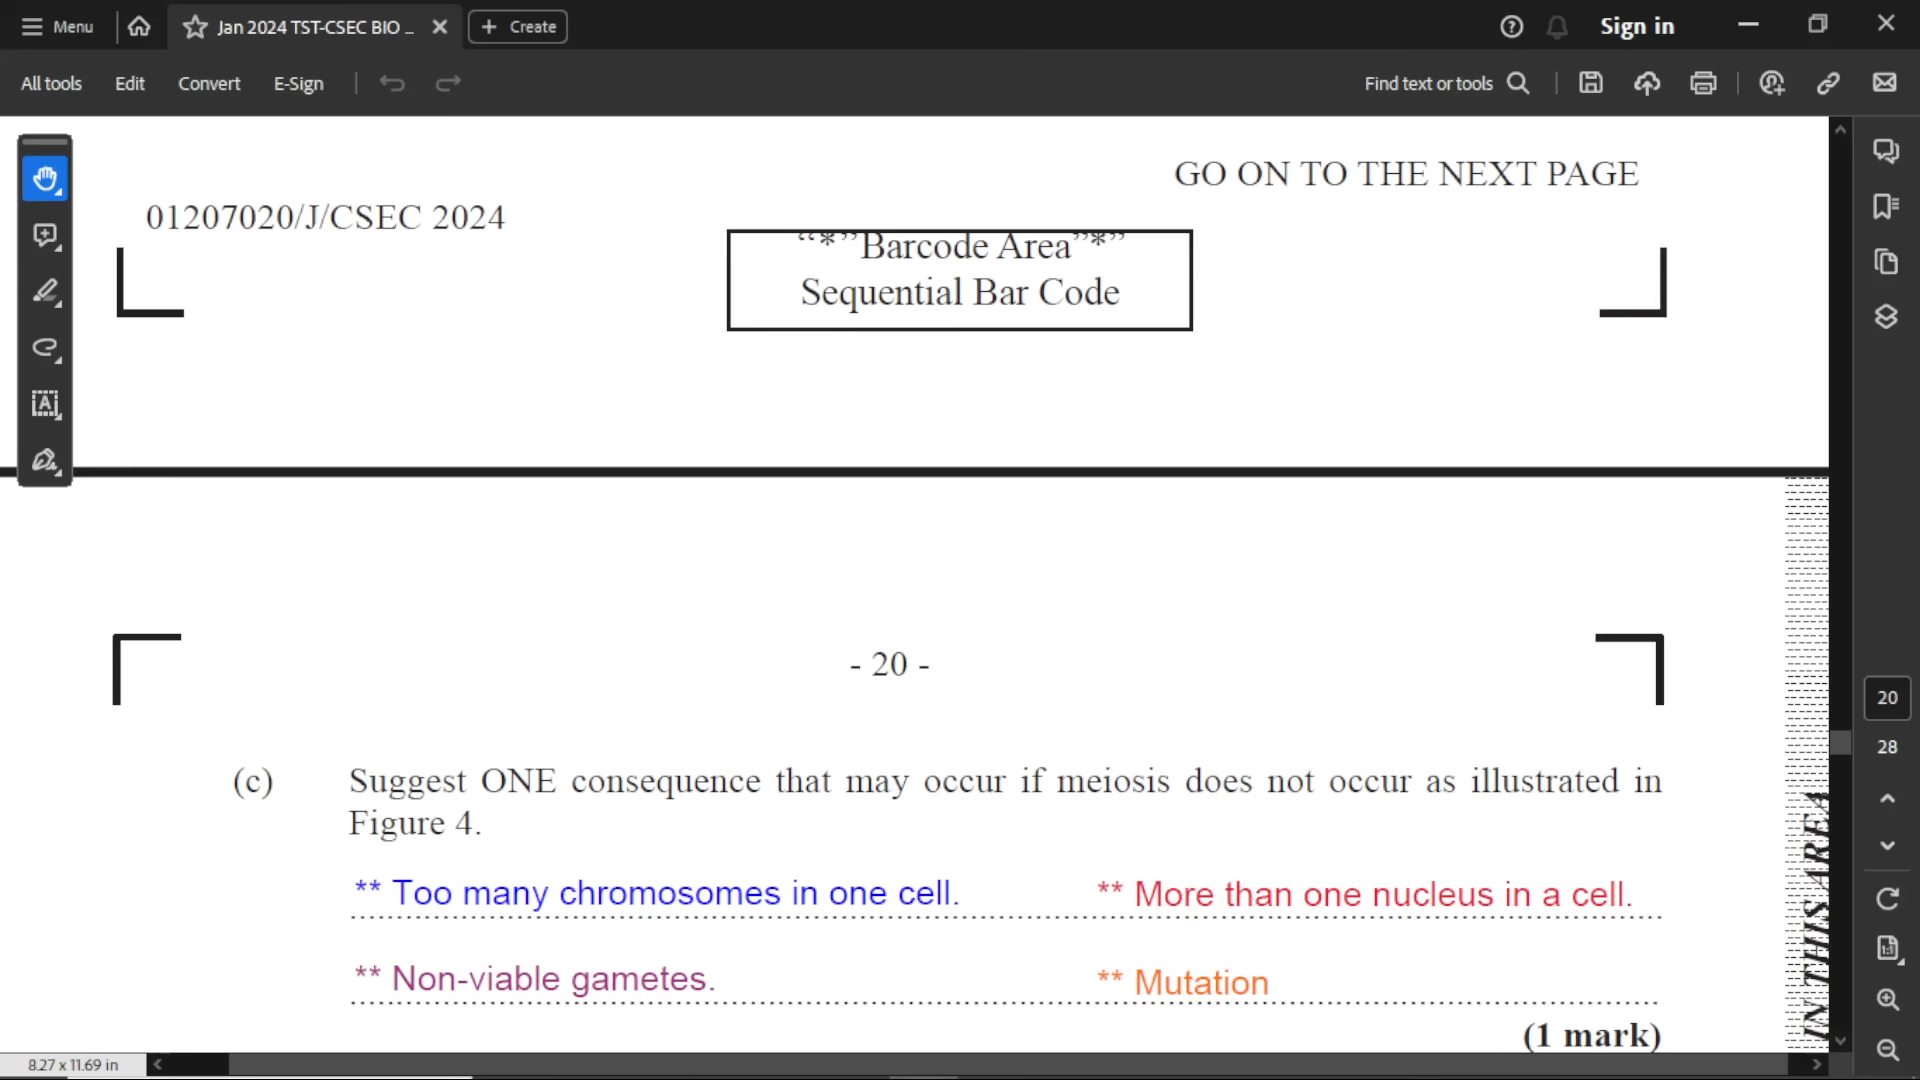 Menu
Jan 2024 TST-CSEC BIO _
Create
Sign in
All tools
Edit
Convert
E-Sign
Find text or tools
GO ON TO THE NEXT PAGE
01207020/J/CSEC 2024
“*”Barcode Area”*”
Sequential Bar Code
- 20 -
(c) Suggest ONE consequence that may occur if meiosis does not occur as illustrated in
Figure 4.
** Too many chromosomes in one cell. ** More than one nucleus in a cell.
** Non-viable gametes. ** Mutation
(1 mark)
IN THIS AREA
20
28
1:1
8.27 x 11.69 in